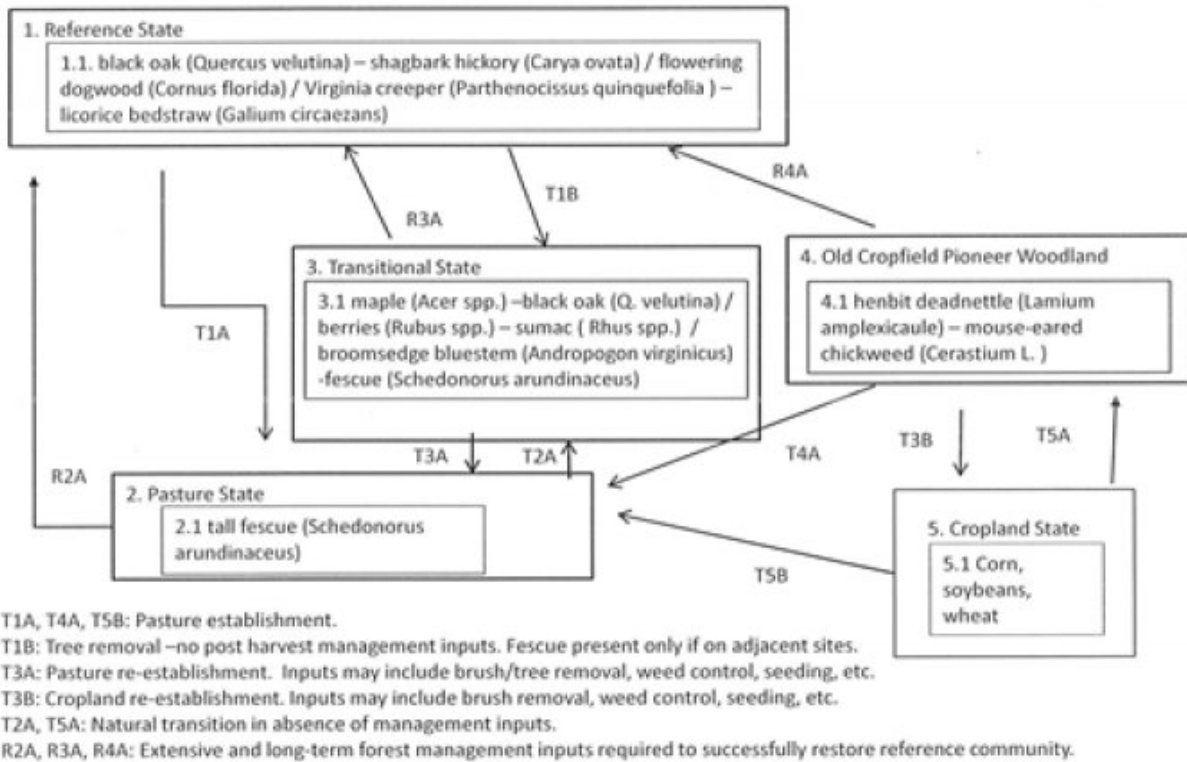 1. Reference State
1.1. black oak (Quercus velutina) – shagbark hickory (Carya ovata) / flowering
dogwood (Cornus florida) / Virginia creeper (Parthenocissus quinquefolia ) –
licorice bedstraw (Galium circaezans)
R4A
T1B
R3A
3. Transitional State
3.1 maple (Acer spp.) –black oak (Q. velutina) /
berries (Rubus spp.) – sumac ( Rhus spp.) /
broomsedge bluestem (Andropogon virginicus)
-fescue (Schedonorus arundinaceus)
4. Old Cropfield Pioneer Woodland
4.1 henbit deadnettle (Lamium
amplexicaule) – mouse-eared
chickweed (Cerastium L. )
T1A
T3A
T2A
T4A
T3B
T5A
R2A
2. Pasture State
2.1 tall fescue (Schedonorus
arundinaceus)
5. Cropland State
5.1 Corn,
soybeans,
wheat
T5B
T1A, T4A, T5B: Pasture establishment.
T1B: Tree removal –no post harvest management inputs. Fescue present only if on adjacent sites.
T3A: Pasture re-establishment. Inputs may include brush/tree removal, weed control, seeding, etc.
T3B: Cropland re-establishment. Inputs may include brush removal, weed control, seeding, etc.
T2A, T5A: Natural transition in absence of management inputs.
R2A, R3A, R4A: Extensive and long-term forest management inputs required to successfully restore reference community.